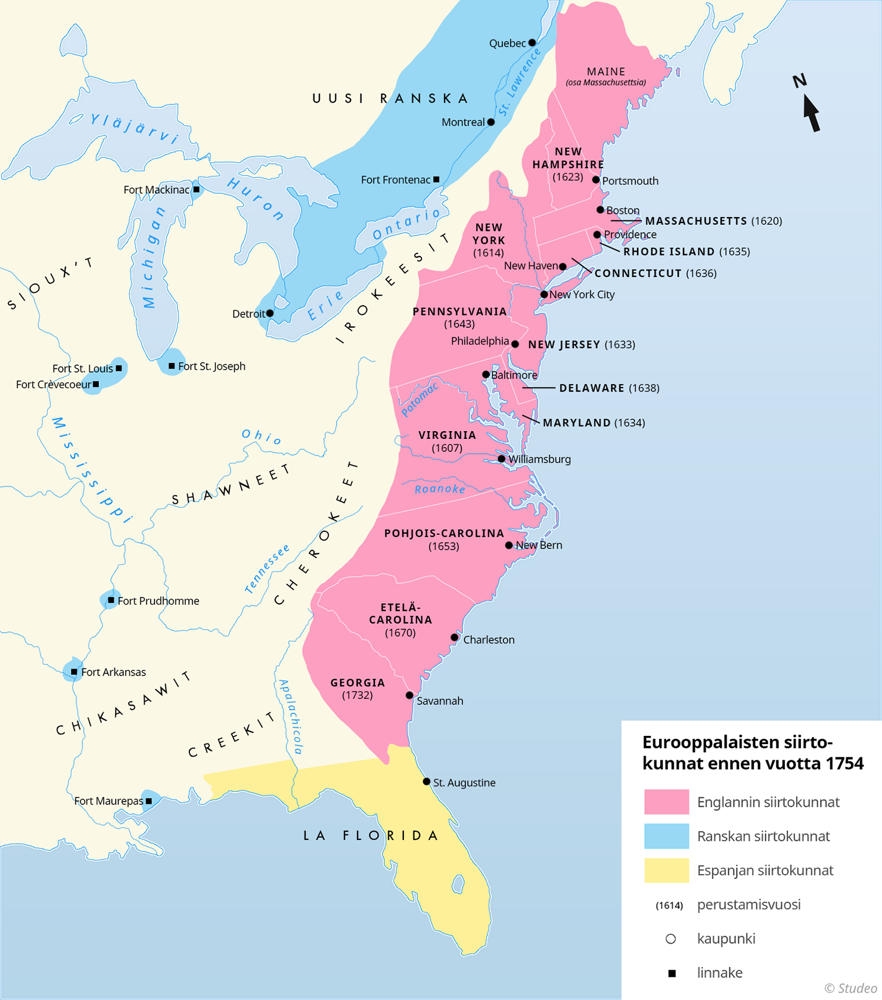 Quebec
St. Lawrence
MAINE
(osa Massachusettsia)
N
UUSI RANSKA
Yläjärvi
Montreal
NEW
HAMPSHIRE
(1623)
Fort Frontenac
Portsmouth
Fort Mackinac
Huron
Boston
Michigan
Ontario
MASSACHUSETTS (1620)
NEW
YORK
(1614)
Providence
RHODE ISLAND (1635)
SIOUX'T
IROKEESIT
New Haven
CONNECTICUT (1636)
New York City
Erie
Detroit
PENNSYLVANIA
(1643)
Philadelphia
NEW JERSEY (1633)
Fort St. Louis
Fort St. Joseph
Fort Crèvecoeur
Baltimore
DELAWARE (1638)
Potomac
MARYLAND (1634)
Mississippi
Ohio
VIRGINIA
(1607)
Williamsburg
SHAWNEET
CHEROKEET
Roanoke
POHJOIS-CAROLINA
(1653)
New Bern
Tennessee
Fort Prudhomme
ETELÄ-
CAROLINA
(1670)
Charleston
Fort Arkansas
CHIKASAWIT
GEORGIA
(1732)
Savannah
Apalachicola
CREEKIT
St. Augustine
Fort Maurepas
LA FLORIDA
Eurooppalaisten siirto-
kunnat ennen vuotta 1754
Englannin siirtokunnat
Ranskan siirtokunnat
Espanjan siirtokunnat
(1614) perustamisvuosi
kaupunki
linnake
© Studeo